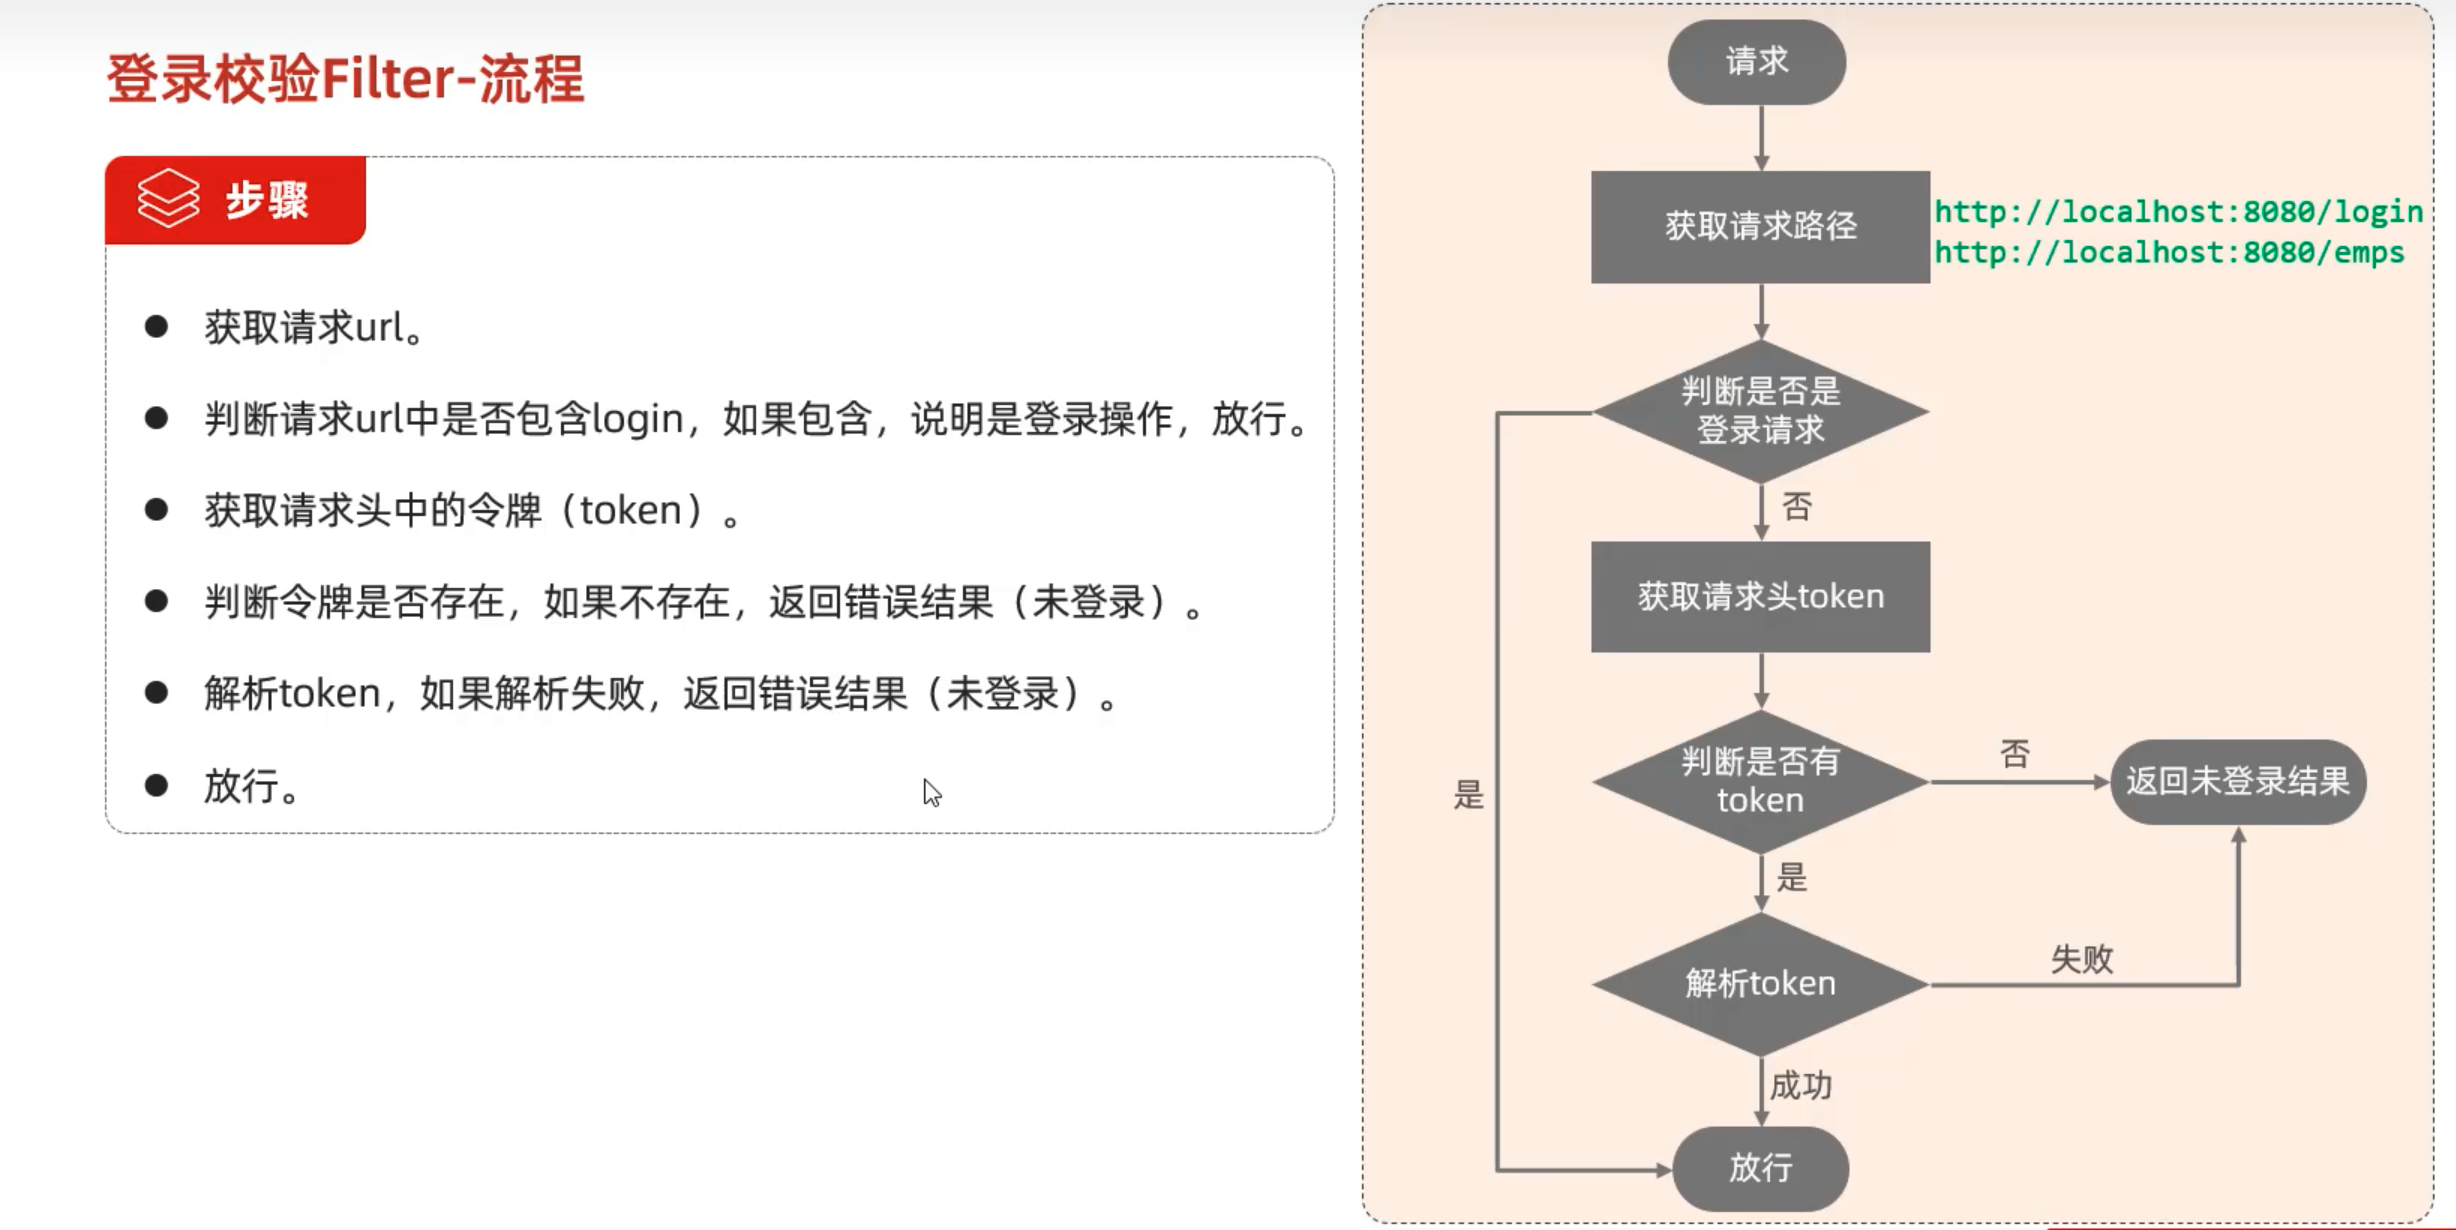 登录校验Filter-流程
步骤
获取请求url。
判断请求url中是否包含login，如果包含，说明是登录操作，放行。
获取请求头中的令牌（token）。
判断令牌是否存在，如果不存在，返回错误结果（未登录）。
解析token，如果解析失败，返回错误结果（未登录）。
放行。
请求
获取请求路径
http://localhost:8080/login
http://localhost:8080/emps
判断是否是
登录请求
否
获取请求头token
判断是否有
token
否
返回未登录结果
是
是
解析token
失败
成功
放行